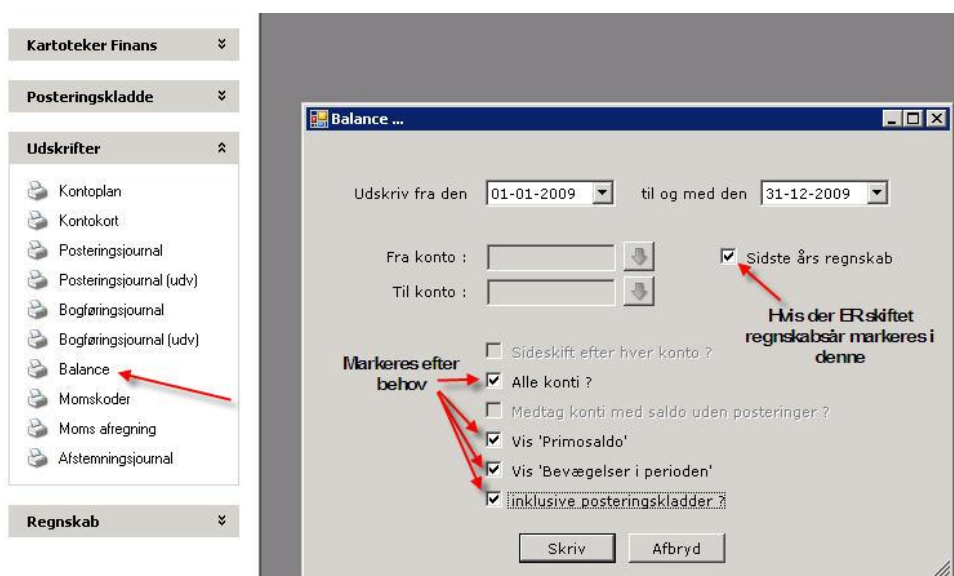 Kartoteker Finans
Posteringskladde
Udskrifter
Kontoplan
Kontokort
Posteringsjournal
Posteringsjournal (udv)
Bogføringsjournal
Bogføringsjournal (udv)
Balance
Momskoder
Moms afregning
Afstemningsjournal
Regnskab
Balance ...
Udskriv fra den 01-01-2009 til og med den 31-12-2009
Fra konto :
Til konto :
Sidste års regnskab
Hvis der ER skiftet
regnskabsår markeres i
denne
Markeres efter
behov
Sideskift efter hver konto ?
Alle konti ?
Medtag konti med saldo uden posteringer ?
Vis 'Primosaldo'
Vis 'Bevægelser i perioden'
inklusive posteringskladder ?
Skriv Afbryd